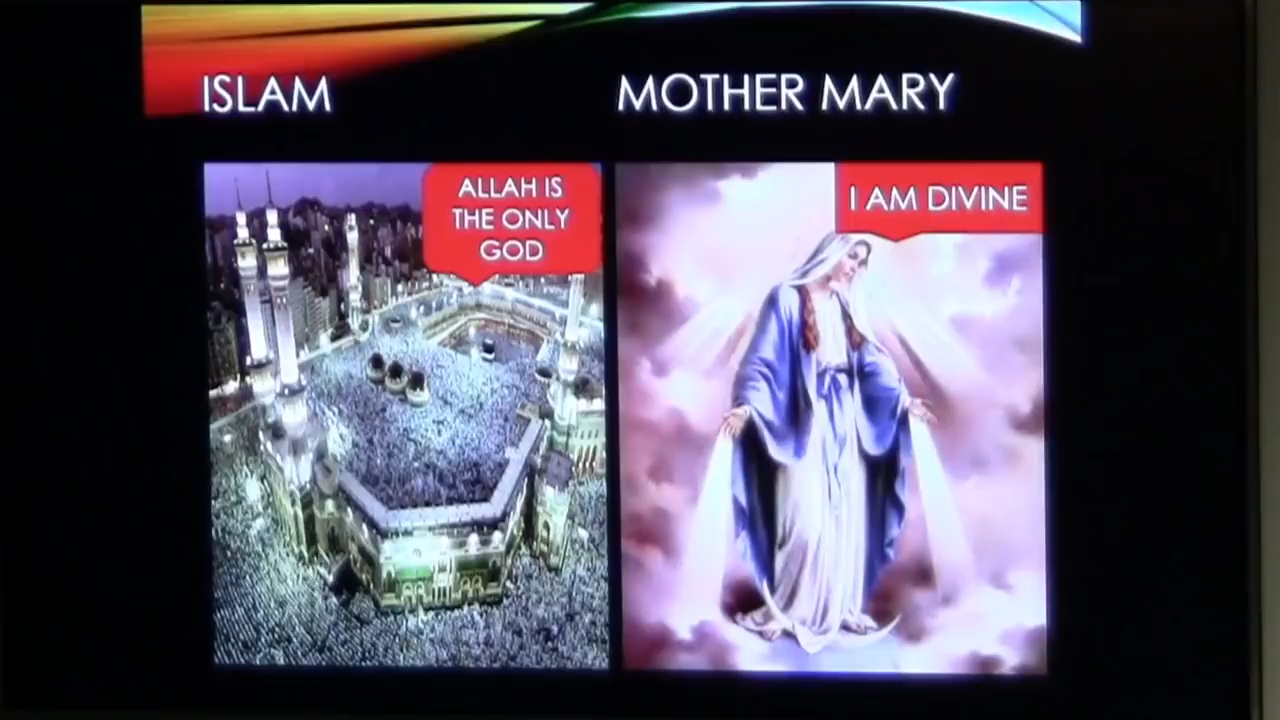 ISLAM
MOTHER MARY
ALLAH IS
THE ONLY
GOD
I AM DIVINE